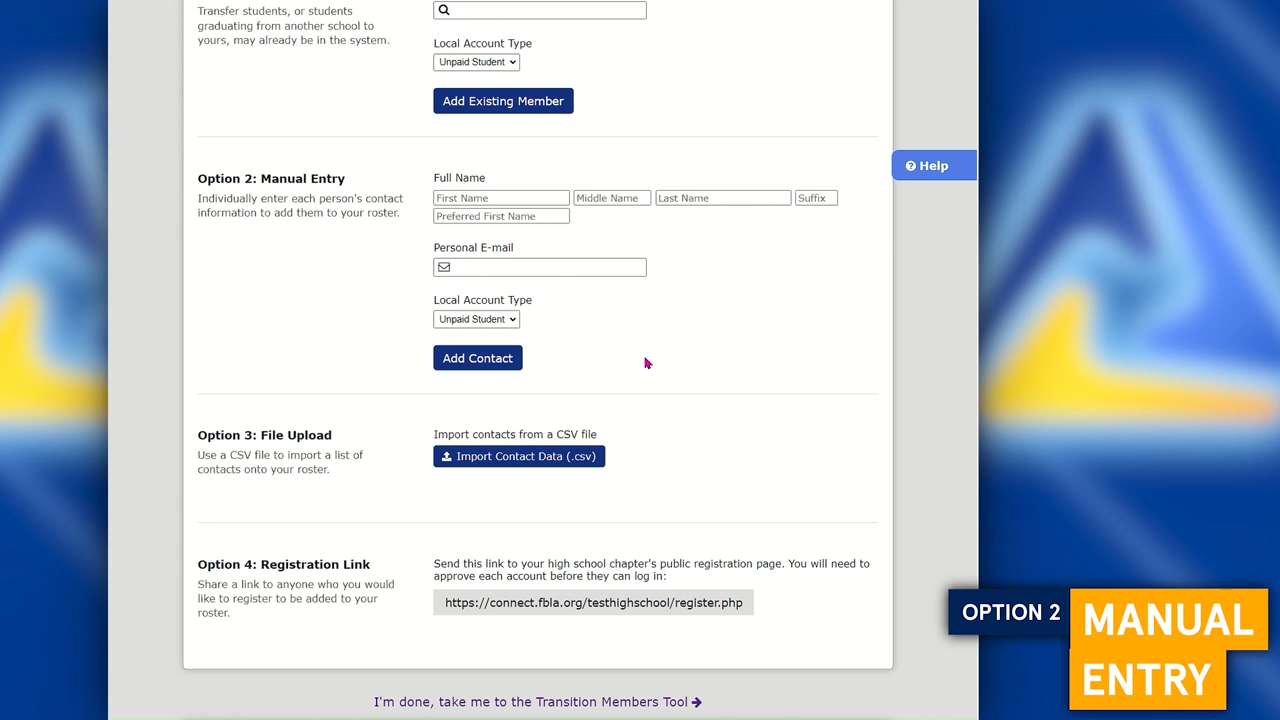 Transfer students, or students
graduating from another school to
yours, may already be in the system.
Local Account Type
Unpaid Student
Add Existing Member
Help
Option 2: Manual Entry
Individually enter each person's contact
information to add them to your roster.
Full Name
First Name Middle Name Last Name Suffix
Preferred First Name
Personal E-mail
Local Account Type
Unpaid Student
Add Contact
Option 3: File Upload
Use a CSV file to import a list of
contacts onto your roster.
Import contacts from a CSV file
Import Contact Data (.csv)
Option 4: Registration Link
Share a link to anyone who you would
like to register to be added to your
roster.
Send this link to your high school chapter's public registration page. You will need to
approve each account before they can log in:
https://connect.fbla.org/testhighschool/register.php
I'm done, take me to the Transition Members Tool
OPTION 2
MANUAL
ENTRY